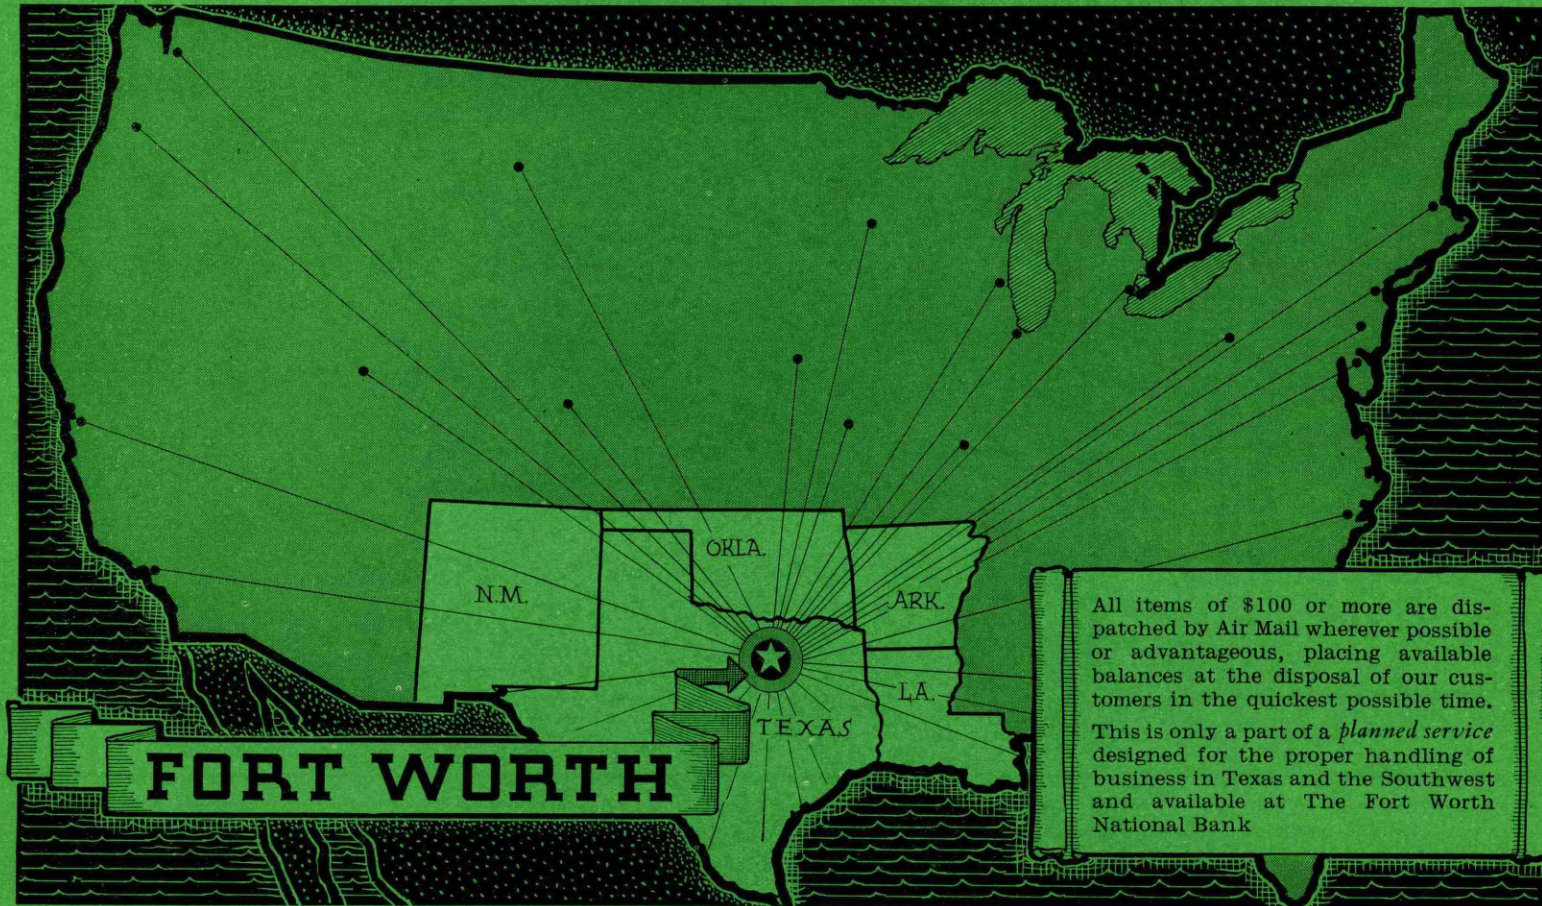 OKLA.
N.M.
ARK.
LA.
TEXAS
FORT WORTH
All items of $100 or more are dis-
patched by Air Mail wherever possible
or advantageous, placing available
balances at the disposal of our cus-
tomers in the quickest possible time.
This is only a part of a planned service
designed for the proper handling of
business in Texas and the Southwest
and available at The Fort Worth
National Bank